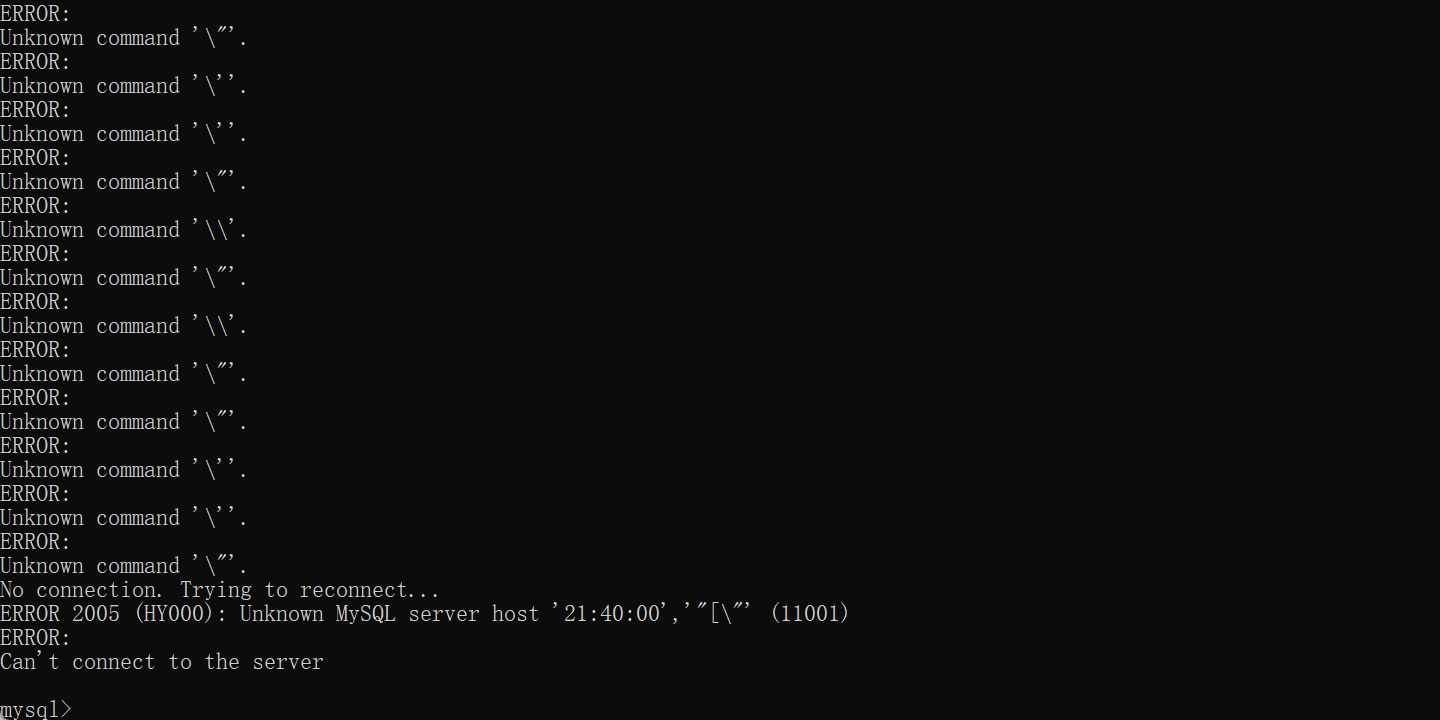 ERROR:
Unknown command '\"'.
ERROR:
Unknown command '\''.
ERROR:
Unknown command '\''.
ERROR:
Unknown command '\"'.
ERROR:
Unknown command '\\'.
ERROR:
Unknown command '\"'.
ERROR:
Unknown command '\\'.
ERROR:
Unknown command '\"'.
ERROR:
Unknown command '\"'.
ERROR:
Unknown command '\''.
ERROR:
Unknown command '\''.
ERROR:
Unknown command '\"'.
No connection. Trying to reconnect...
ERROR 2005 (HY000): Unknown MySQL server host '21:40:00','"[\"' (11001)
ERROR:
Can't connect to the server
mysql>